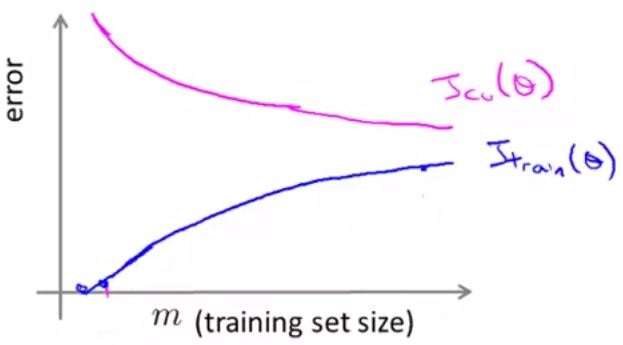 error
Jcv(θ)
Jtrain(θ)
m (training set size)